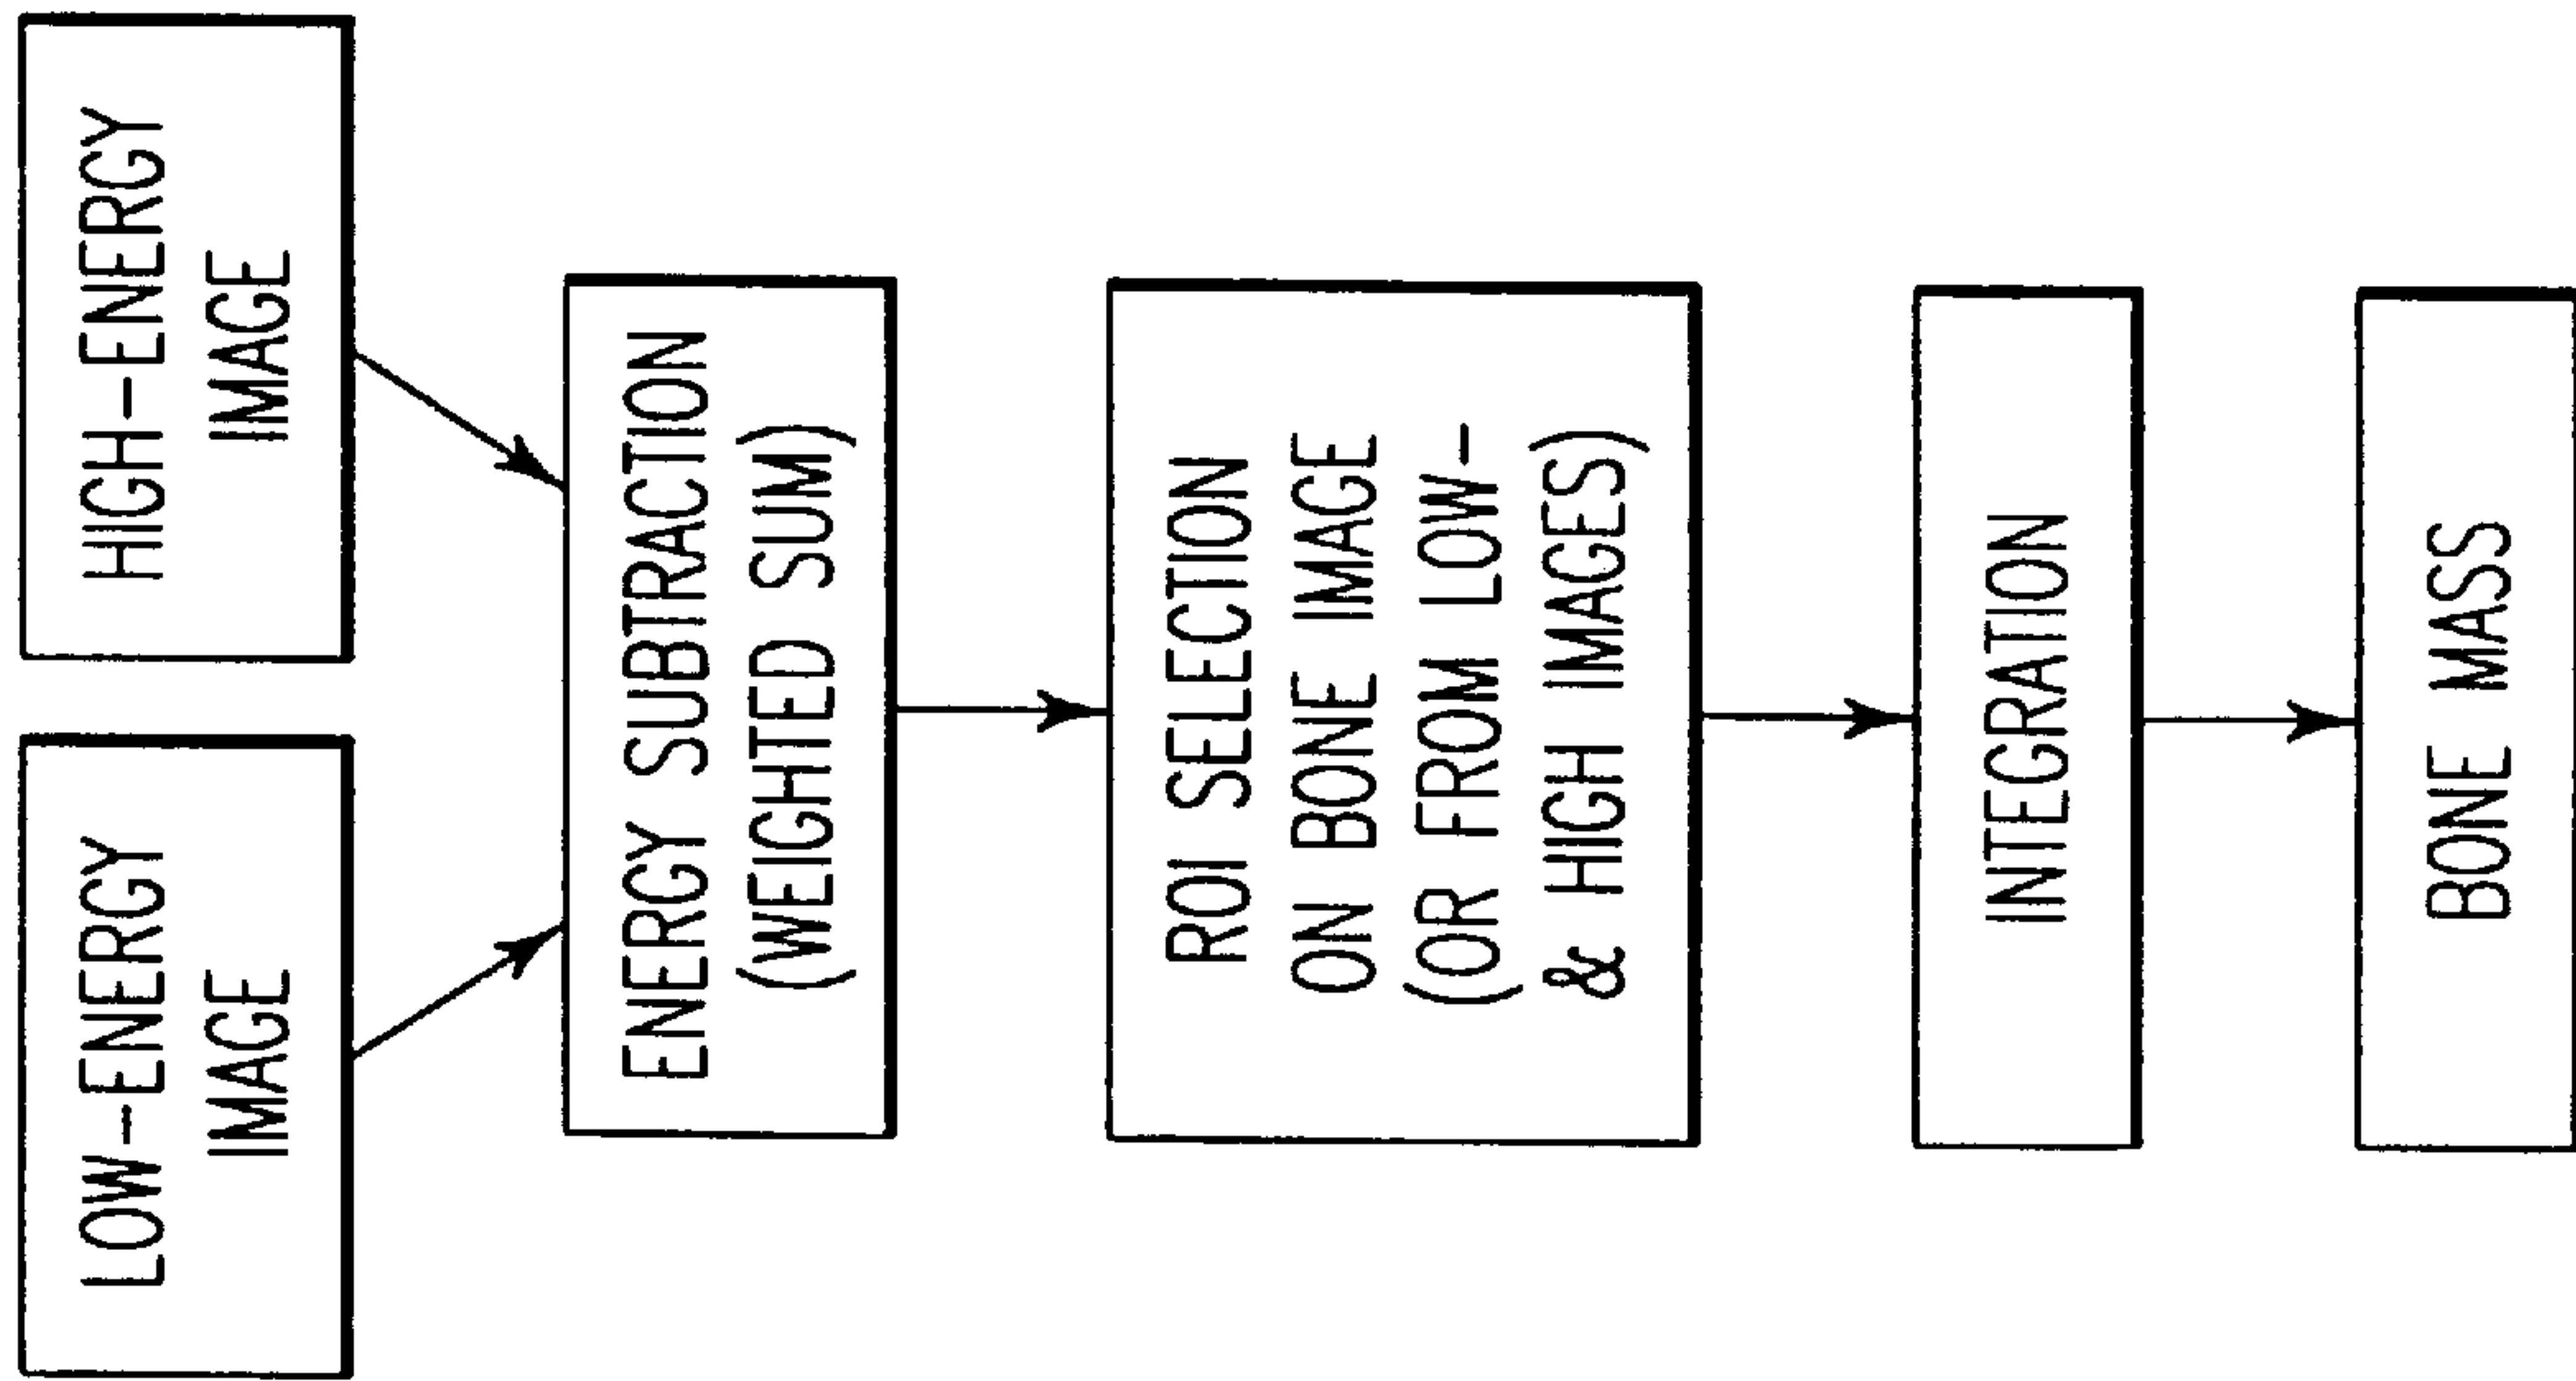 LOW-ENERGY
IMAGE
HIGH-ENERGY
IMAGE
ENERGY SUBTRACTION
(WEIGHTED SUM)
ROI SELECTION
ON BONE IMAGE
(OR FROM LOW-
& HIGH IMAGES)
INTEGRATION
BONE MASS